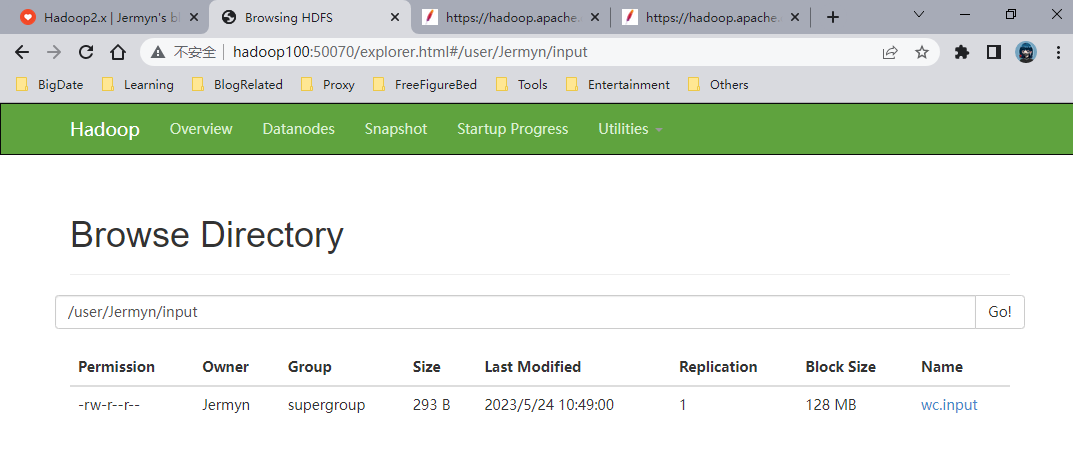 Hadoop2.x | Jermyn's bl
Browsing HDFS
https://hadoop.apache.
https://hadoop.apache.
不安全 hadoop100:50070/explorer.html#/user/Jermyn/input
BigDate Learning BlogRelated Proxy FreeFigureBed Tools Entertainment Others
Hadoop Overview Datanodes Snapshot Startup Progress Utilities
Browse Directory
/user/Jermyn/input Go!
Permission Owner Group Size Last Modified Replication Block Size Name
-rw-r--r-- Jermyn supergroup 293 B 2023/5/24 10:49:00 1 128 MB wc.input